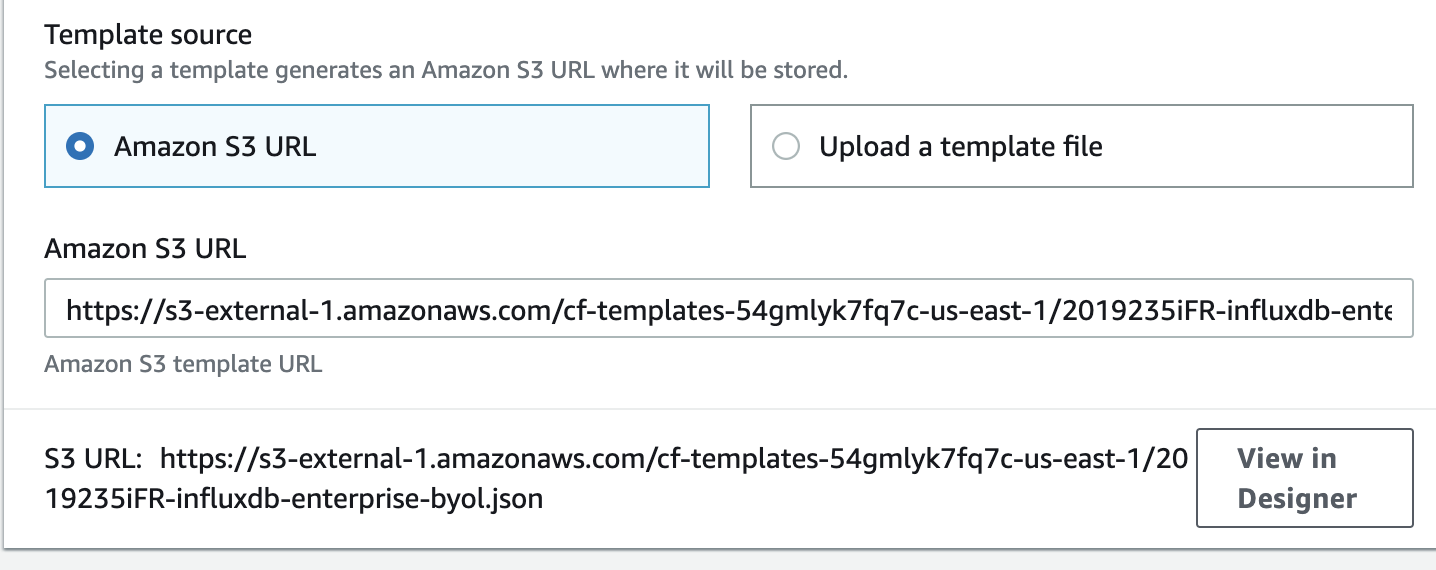 Template source
Selecting a template generates an Amazon S3 URL where it will be stored.
Amazon S3 URL
Upload a template file
Amazon S3 URL
https://s3-external-1.amazonaws.com/cf-templates-54gmlyk7fq7c-us-east-1/2019235iFR-influxdb-ente
Amazon S3 template URL
S3 URL: https://s3-external-1.amazonaws.com/cf-templates-54gmlyk7fq7c-us-east-1/20
19235iFR-influxdb-enterprise-byol.json
View in
Designer